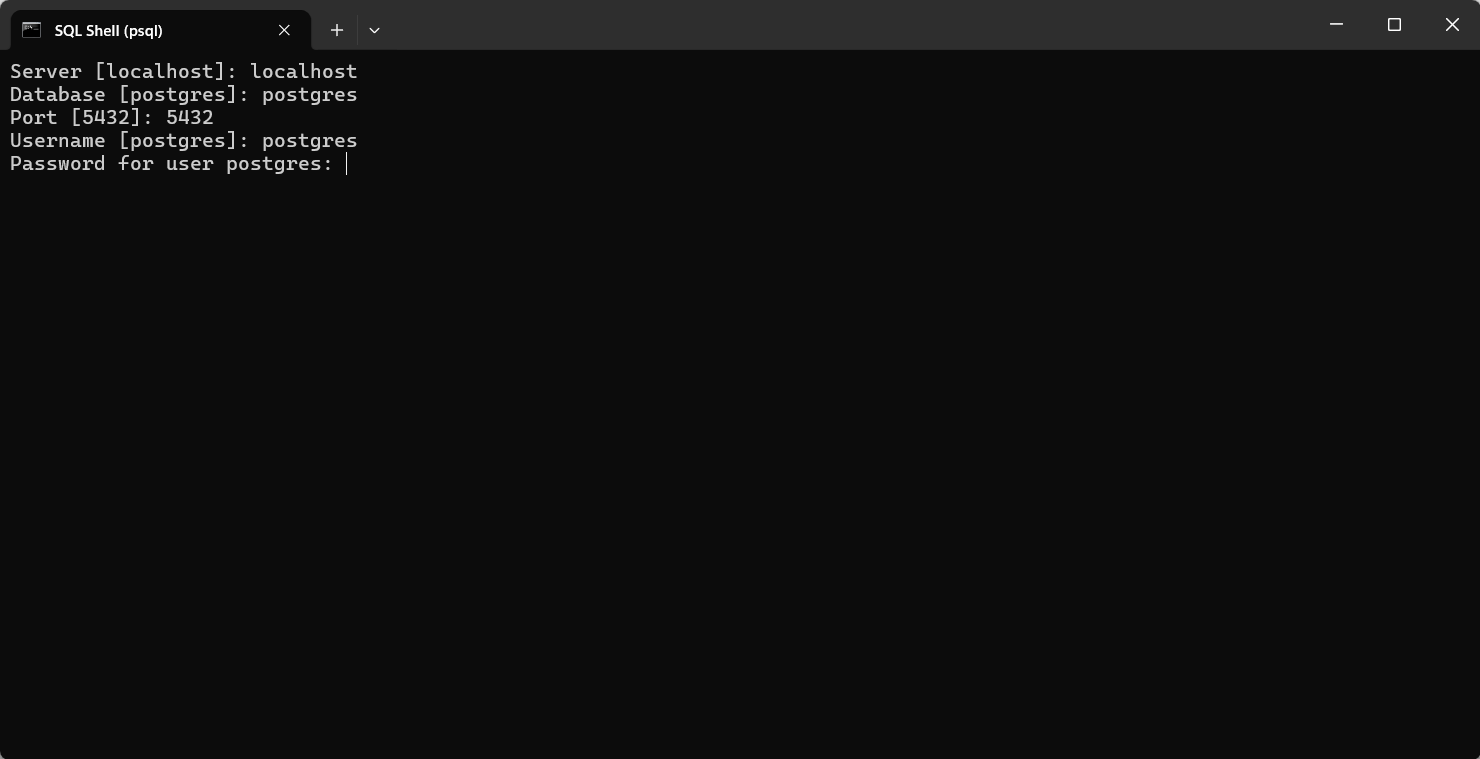 SQL Shell (psql)
Server [localhost]: localhost
Database [postgres]: postgres
Port [5432]: 5432
Username [postgres]: postgres
Password for user postgres: